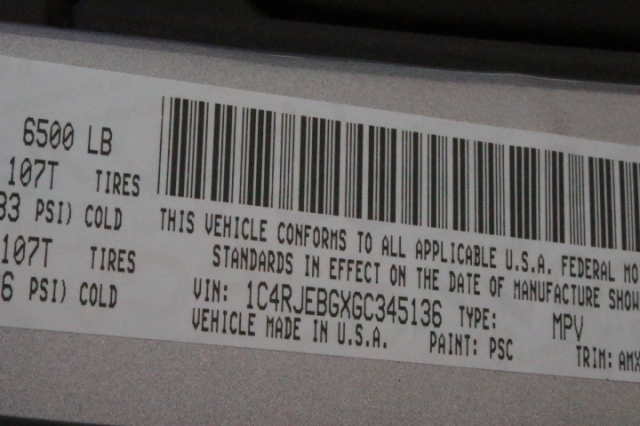 6500 LB
107T TIRES
33 PSI) COLD
107T TIRES
6 PSI) COLD
THIS VEHICLE CONFORMS TO ALL APPLICABLE U.S.A. FEDERAL MO
STANDARDS IN EFFECT ON THE DATE OF MANUFACTURE SHO
VIN: 1C4RJEBGXGC345136 TYPE: MPV
VEHICLE MADE IN U.S.A. PAINT: PSC TRIM: AMX